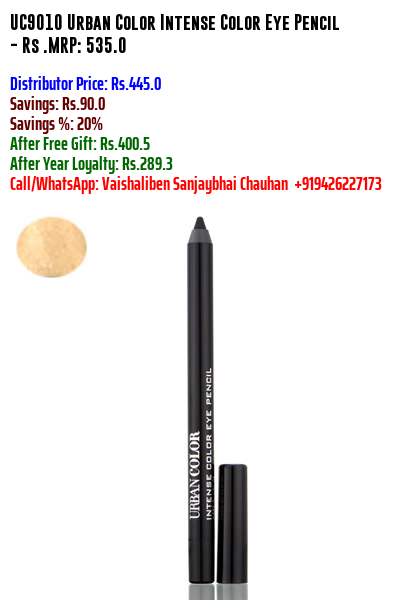 UC9010 Urban Color Intense Color Eye Pencil
- Rs .MRP: 535.0
Distributor Price: Rs.445.0
Savings: Rs.90.0
Savings %: 20%
After Free Gift: Rs.400.5
After Year Loyalty: Rs.289.3
Call/WhatsApp: Vaishaliben Sanjaybhai Chauhan +919426227173
URBAN COLOR
INTENSE COLOR EYE PENCIL